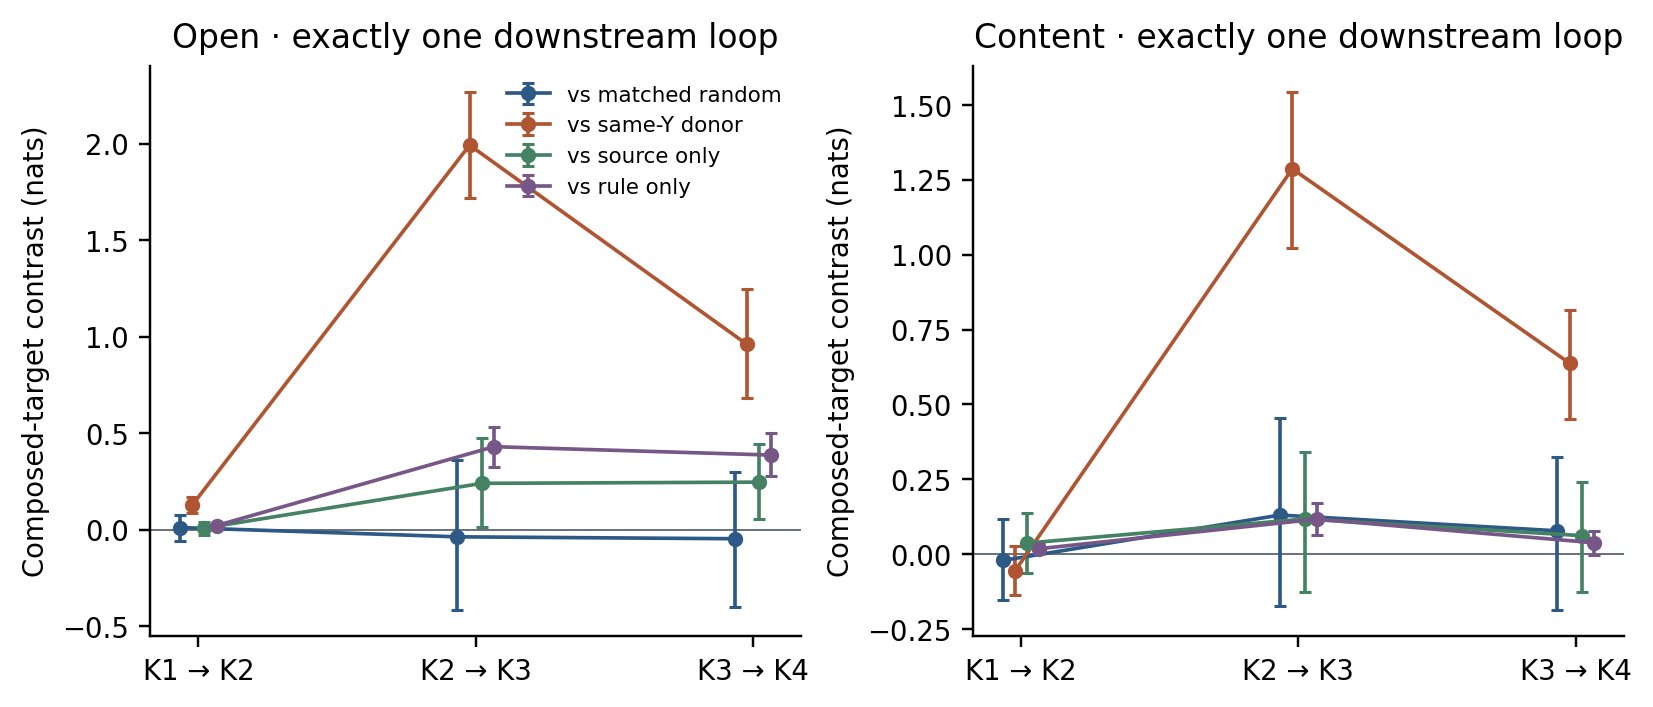 Open · exactly one downstream loop
Composed-target contrast (nats)
2.0
1.5
1.0
0.5
0.0
−0.5
vs matched random
vs same-Y donor
vs source only
vs rule only
K1 → K2
K2 → K3
K3 → K4
Content · exactly one downstream loop
Composed-target contrast (nats)
1.50
1.25
1.00
0.75
0.50
0.25
0.00
−0.25
K1 → K2
K2 → K3
K3 → K4